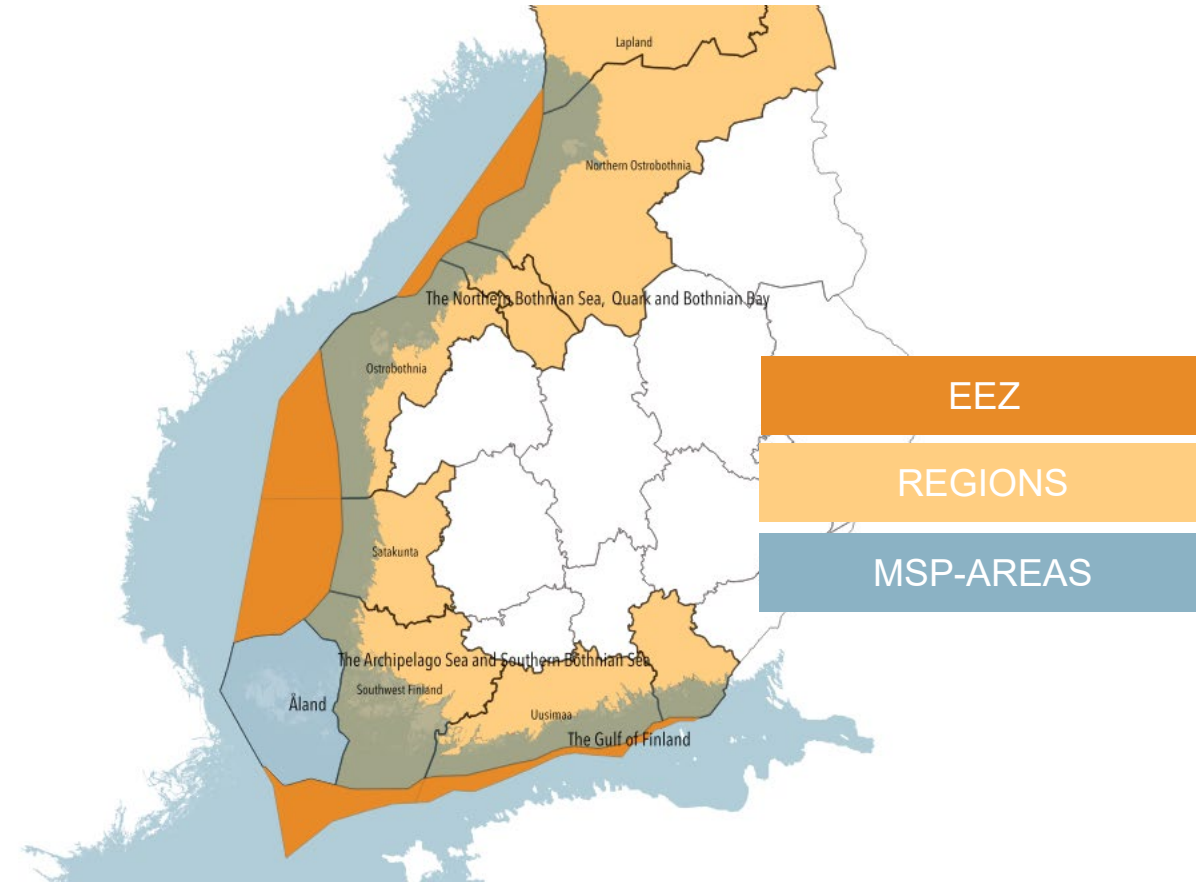 Lapland
Northern Ostrobothnia
The Northern Bothnian Sea, Quark and Bothnian Bay
Ostrobothnia
EEZ
REGIONS
Satakunta
MSP-AREAS
The Archipelago Sea and Southern Bothnian Sea
Southwest Finland
Åland
Uusimaa
The Gulf of Finland